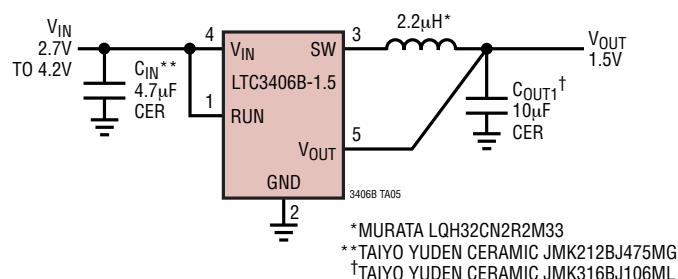 VIN
2.7V
TO 4.2V
CIN**
4.7µF
CER
4
VIN
SW
3
2.2µH*
VOUT
1.5V
LTC3406B-1.5
1
RUN
COUT1†
10µF
CER
VOUT
5
GND
2
3406B TA05
*MURATA LQH32CN2R2M33
**TAIYO YUDEN CERAMIC JMK212BJ475MG
†TAIYO YUDEN CERAMIC JMK316BJ106ML